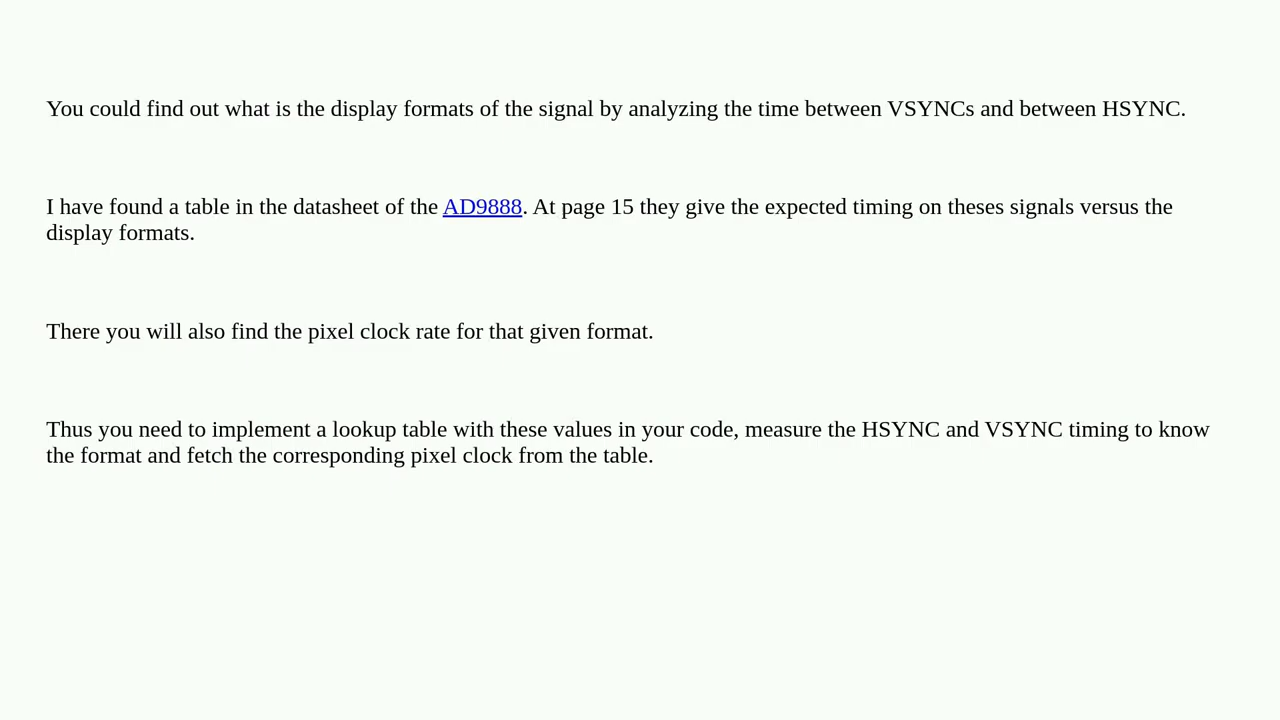 You could find out what is the display formats of the signal by analyzing the time between VSYNCs and between HSYNC.
I have found a table in the datasheet of the AD9888. At page 15 they give the expected timing on theses signals versus the
display formats.
There you will also find the pixel clock rate for that given format.
Thus you need to implement a lookup table with these values in your code, measure the HSYNC and VSYNC timing to know
the format and fetch the corresponding pixel clock from the table.